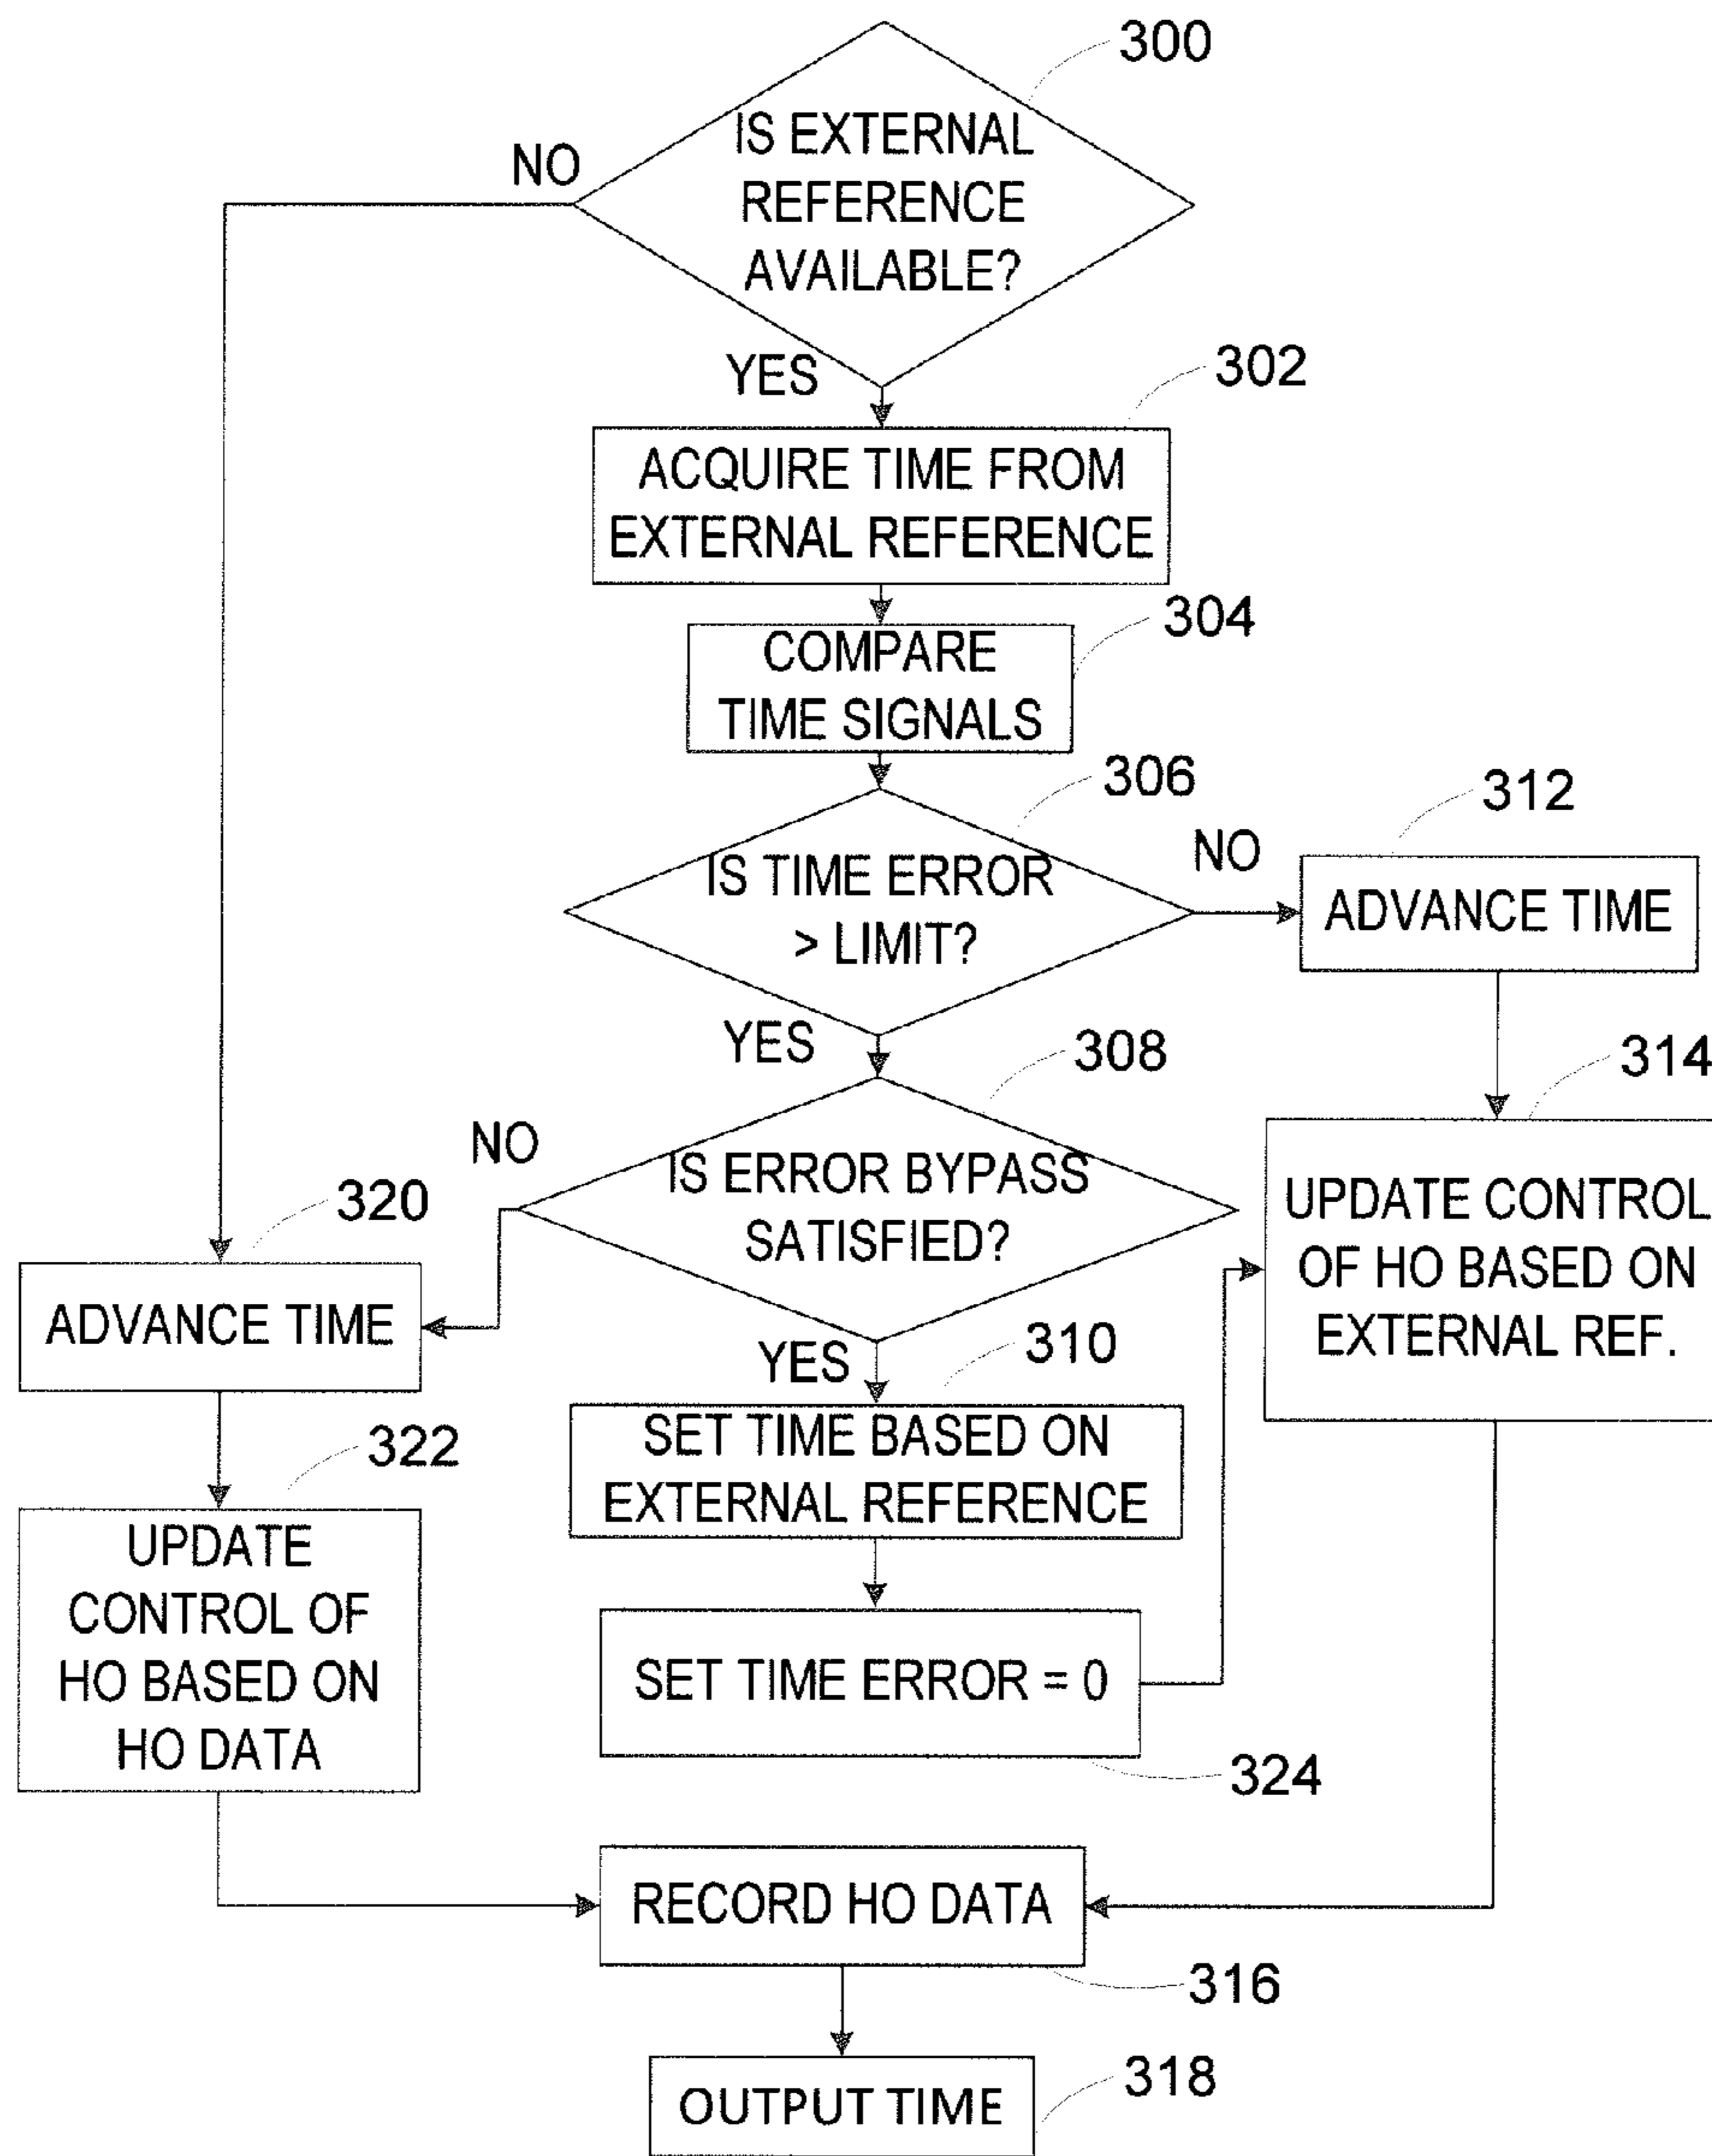 300
IS EXTERNAL
REFERENCE
AVAILABLE?
NO
YES
302
ACQUIRE TIME FROM
EXTERNAL REFERENCE
304
COMPARE
TIME SIGNALS
306
IS TIME ERROR
> LIMIT?
NO
312
ADVANCE TIME
YES
308
IS ERROR BYPASS
SATISFIED?
NO
314
UPDATE CONTROL
OF HO BASED ON
EXTERNAL REF.
320
ADVANCE TIME
YES
310
SET TIME BASED ON
EXTERNAL REFERENCE
322
UPDATE
CONTROL OF
HO BASED ON
HO DATA
SET TIME ERROR = 0
324
RECORD HO DATA
316
OUTPUT TIME
318